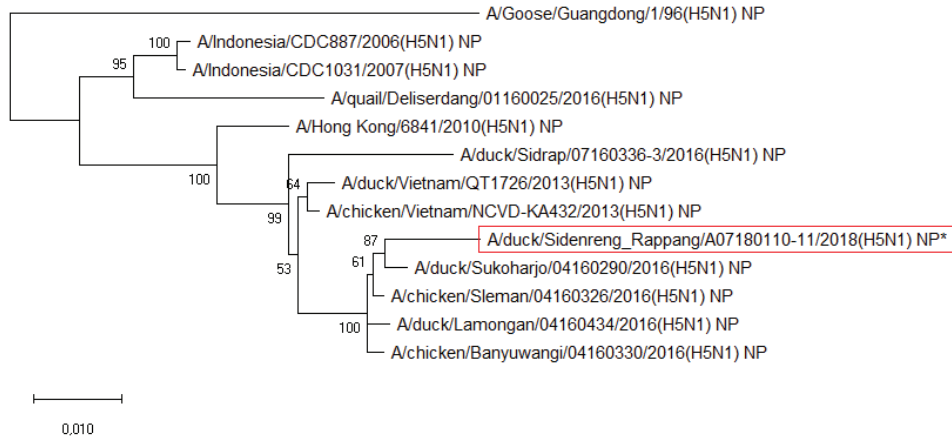 A/Goose/Guangdong/1/96(H5N1) NP
100
A/Indonesia/CDC887/2006(H5N1) NP
95
A/Indonesia/CDC1031/2007(H5N1) NP
A/quail/Deliserdang/01160025/2016(H5N1) NP
A/Hong Kong/6841/2010(H5N1) NP
100
A/duck/Sidrap/07160336-3/2016(H5N1) NP
64
A/duck/Vietnam/QT1726/2013(H5N1) NP
99
A/chicken/Vietnam/NCVD-KA432/2013(H5N1) NP
87
A/duck/Sidenreng_Rappang/A07180110-11/2018(H5N1) NP*
61
53
A/duck/Sukoharjo/04160290/2016(H5N1) NP
A/chicken/Sleman/04160326/2016(H5N1) NP
100
A/duck/Lamongan/04160434/2016(H5N1) NP
A/chicken/Banyuwangi/04160330/2016(H5N1) NP
0,010